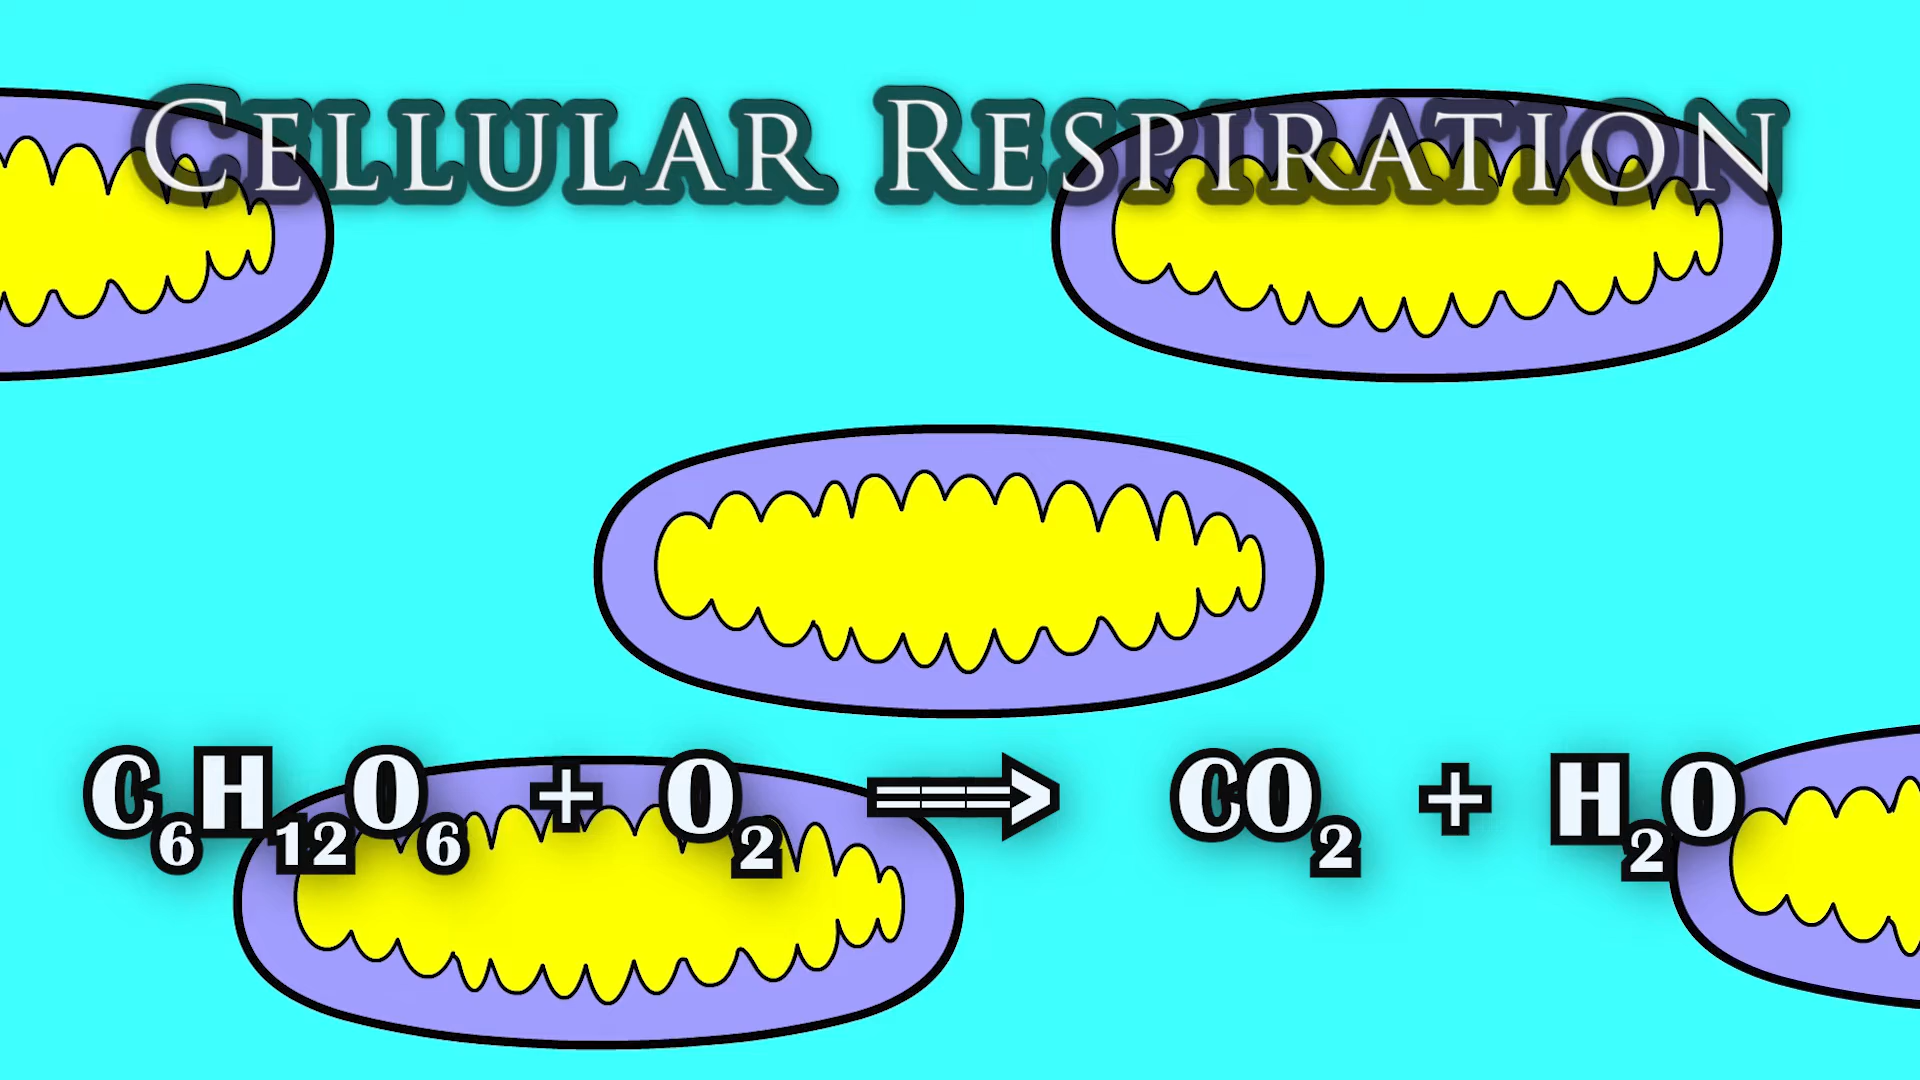 Cellular Respiration
C₆H₁₂O₆ + O₂ ===> CO₂ + H₂O